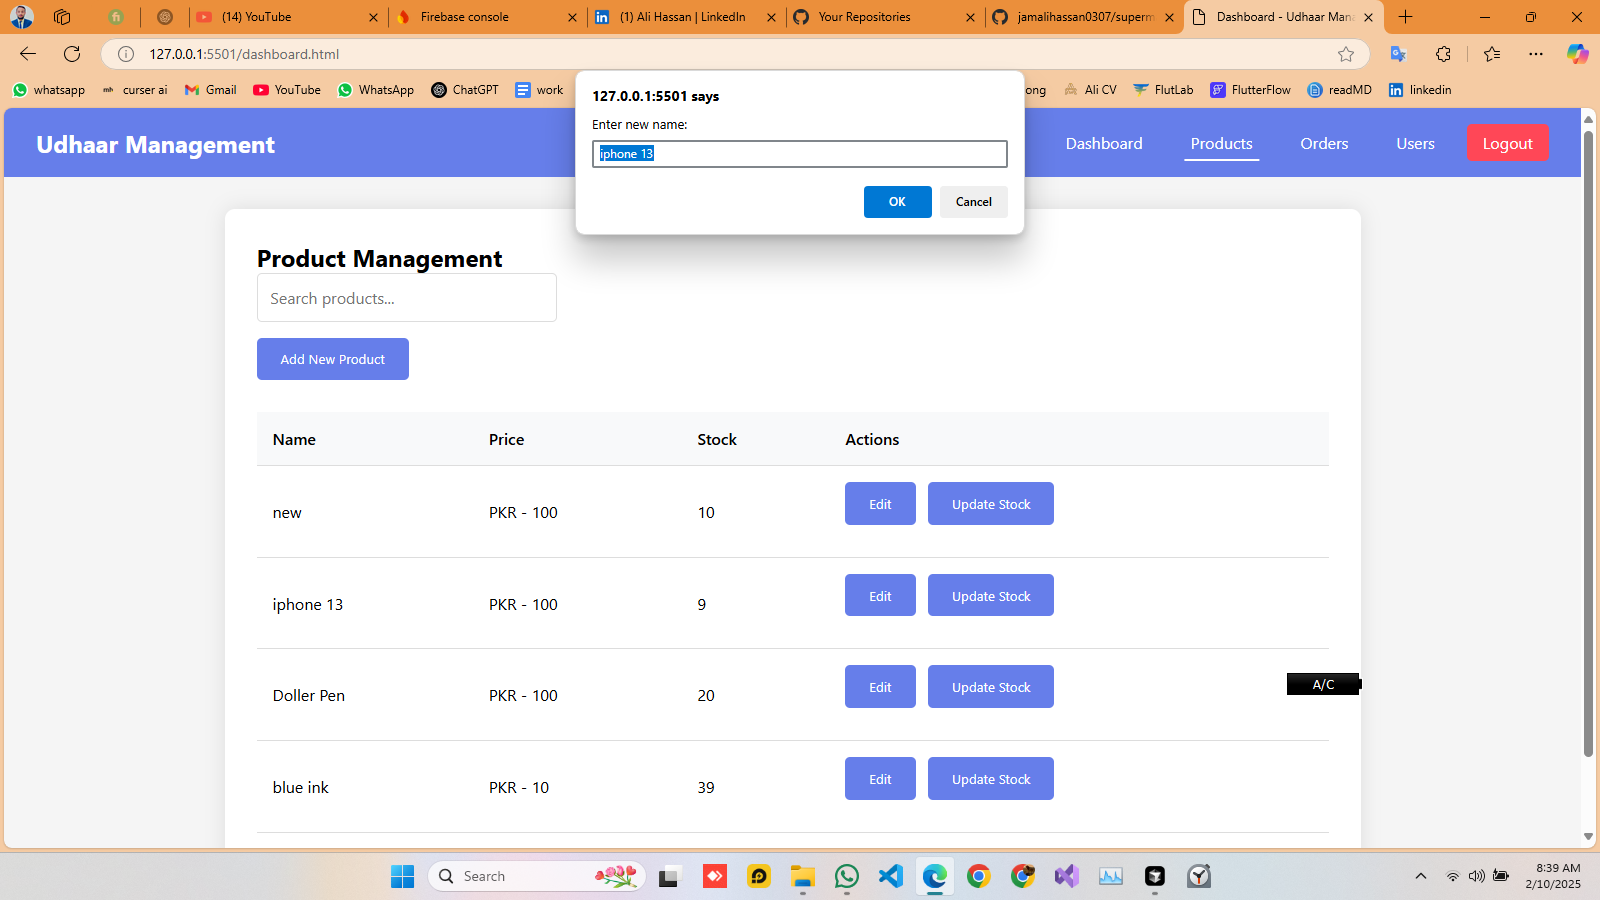 (14) YouTube
Firebase console
(1) Ali Hassan | LinkedIn
Your Repositories
jamalihassan0307/superm
Dashboard - Udhaar Man
127.0.0.1:5501/dashboard.html
whatsapp
curser ai
Gmail
YouTube
WhatsApp
ChatGPT
work
ong
Ali CV
FlutLab
FlutterFlow
readMD
linkedin
127.0.0.1:5501 says
Enter new name:
iphone 13
OK
Cancel
Udhaar Management
Dashboard
Products
Orders
Users
Logout
Product Management
Search products...
Add New Product
Name Price Stock Actions
new PKR - 100 10 Edit Update Stock
iphone 13 PKR - 100 9 Edit Update Stock
Doller Pen PKR - 100 20 Edit Update Stock
A/C
blue ink PKR - 10 39 Edit Update Stock
Search
8:39 AM
2/10/2025